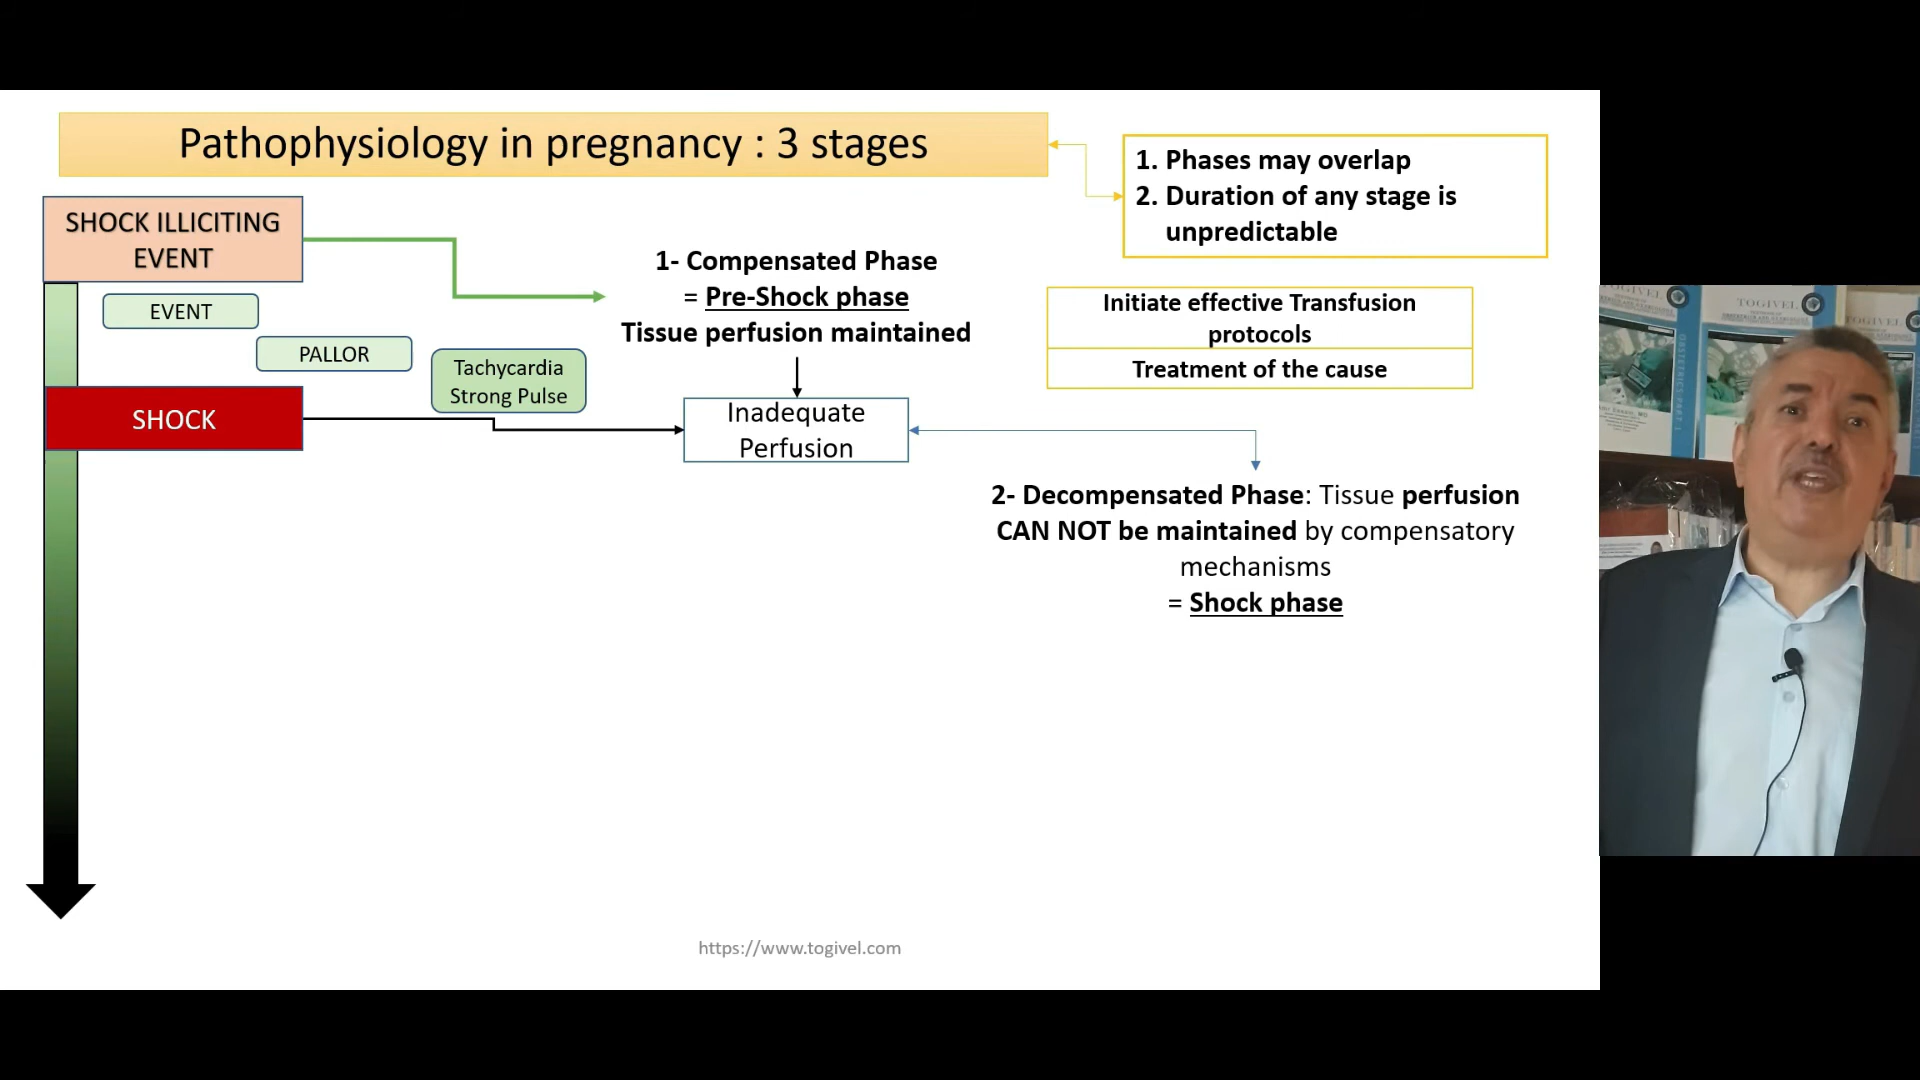 Pathophysiology in pregnancy : 3 stages
1. Phases may overlap
2. Duration of any stage is
unpredictable
SHOCK ILLICITING
EVENT
EVENT
PALLOR
Tachycardia
Strong Pulse
SHOCK
1- Compensated Phase
= Pre-Shock phase
Tissue perfusion maintained
Inadequate
Perfusion
Initiate effective Transfusion
protocols
Treatment of the cause
2- Decompensated Phase: Tissue perfusion
CAN NOT be maintained by compensatory
mechanisms
= Shock phase
https://www.togivel.com
TOGIVEL
TOGIVEL
TOGIVEL